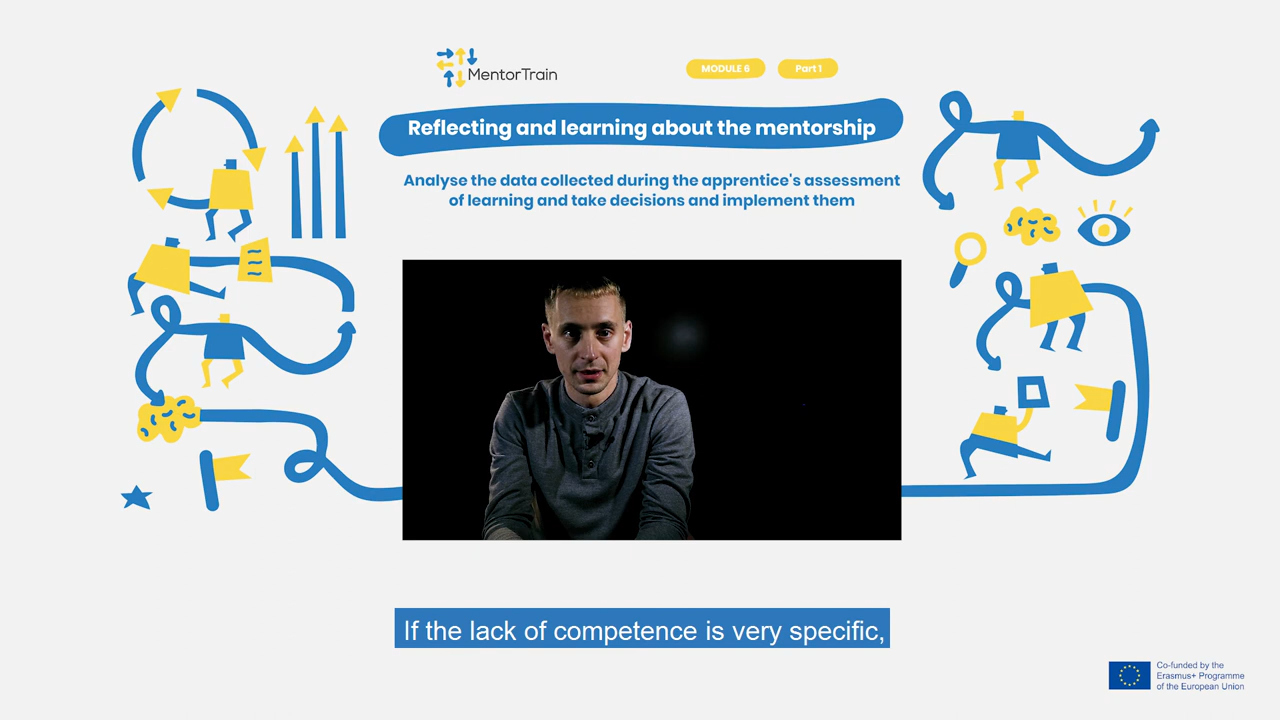 MentorTrain
MODULE 6
Part 1
Reflecting and learning about the mentorship
Analyse the data collected during the apprentice's assessment
of learning and take decisions and implement them
If the lack of competence is very specific,
Co-funded by the
Erasmus+ Programme
of the European Union